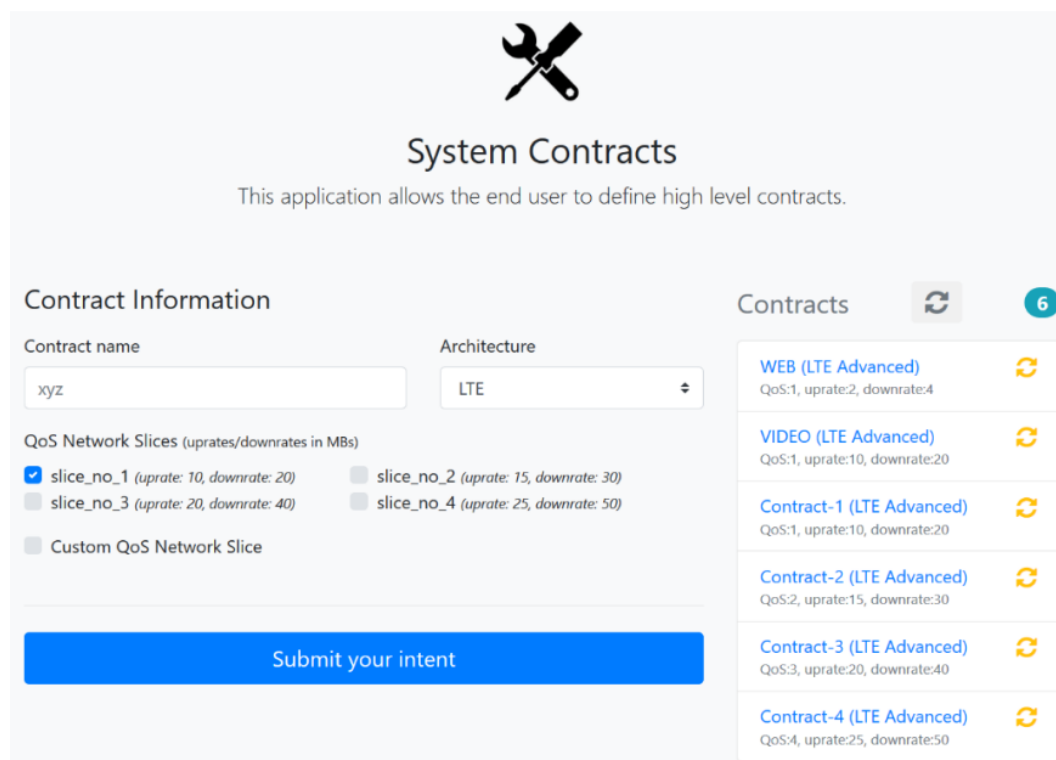 System Contracts
This application allows the end user to define high level contracts.
Contract Information
Contract name
Architecture
xyz
LTE
QoS Network Slices (uprates/downrates in MBs)
slice_no_1 (uprate: 10, downrate: 20)
slice_no_2 (uprate: 15, downrate: 30)
slice_no_3 (uprate: 20, downrate: 40)
slice_no_4 (uprate: 25, downrate: 50)
Custom QoS Network Slice
Submit your intent
Contracts
6
WEB (LTE Advanced)
QoS:1, uprate:2, downrate:4
VIDEO (LTE Advanced)
QoS:1, uprate:10, downrate:20
Contract-1 (LTE Advanced)
QoS:1, uprate:10, downrate:20
Contract-2 (LTE Advanced)
QoS:2, uprate:15, downrate:30
Contract-3 (LTE Advanced)
QoS:3, uprate:20, downrate:40
Contract-4 (LTE Advanced)
QoS:4, uprate:25, downrate:50